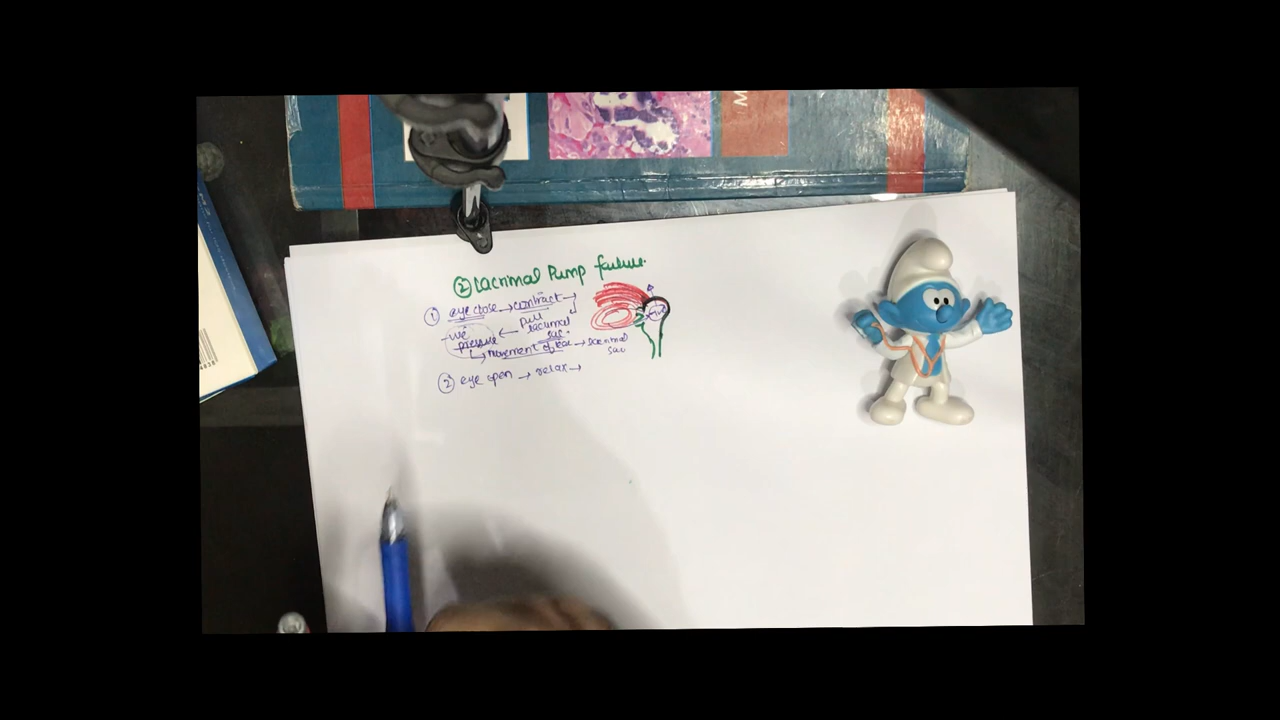 ② Lacrimal Pump failure
① eye close → contract →
pull
lacrimal
sac.
-ve
pressure ←
↳ movement of tear → lacrimal
sac
② eye open → relax →
M